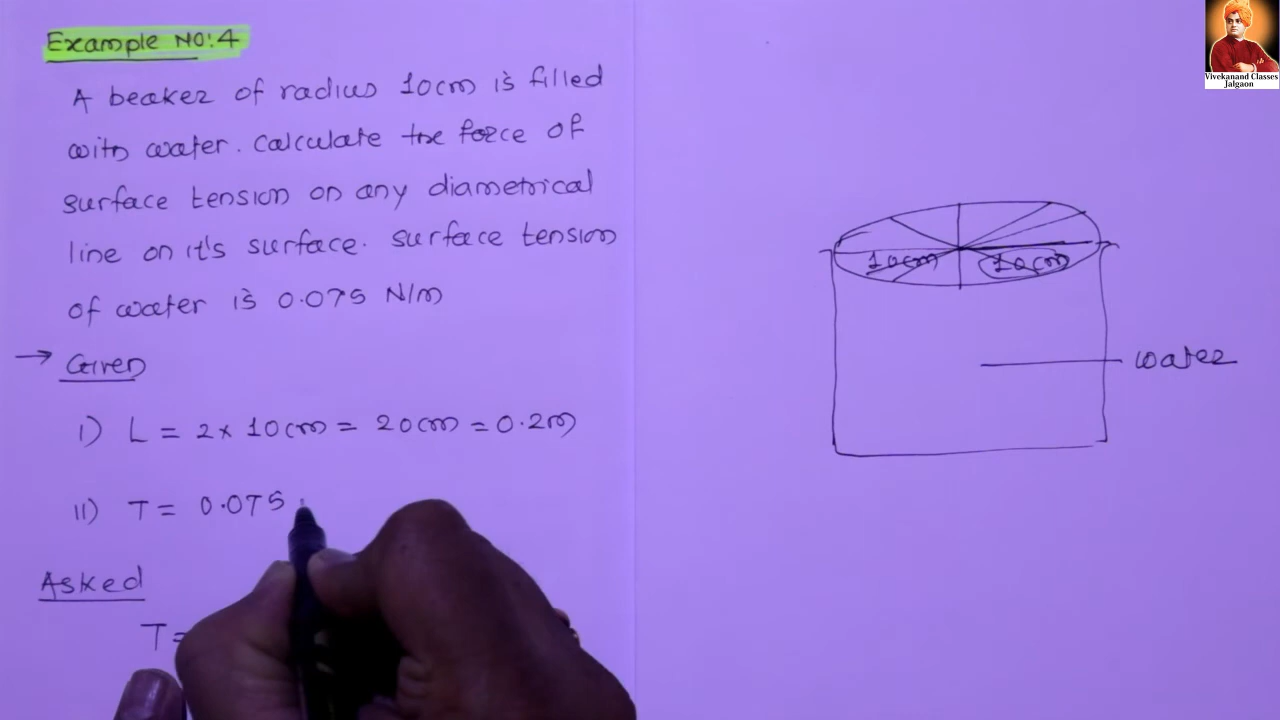 Example NO:4
A beaker of radius 10cm is filled
with water. Calculate the force of
surface tension on any diametrical
line on it's surface. surface tension
of water is 0.075 N/m
→ Given
I) L = 2 x 10cm = 20cm = 0.2m
II) T = 0.075
Asked
T =
10cm 10cm
water
Vivekanand Classes
Jalgaon